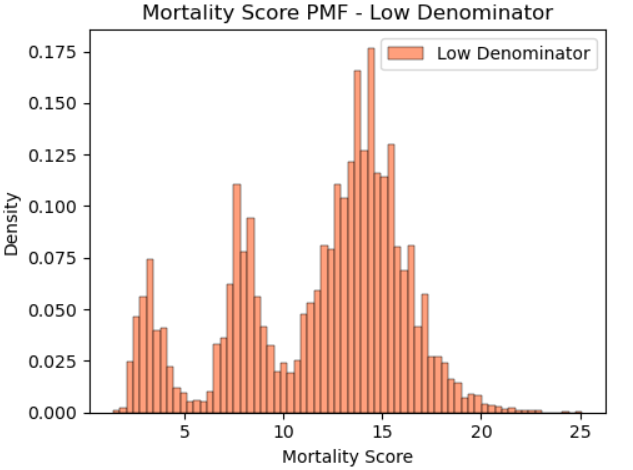 Mortality Score PMF - Low Denominator
Low Denominator
Density
0.175
0.150
0.125
0.100
0.075
0.050
0.025
0.000
5 10 15 20 25
Mortality Score